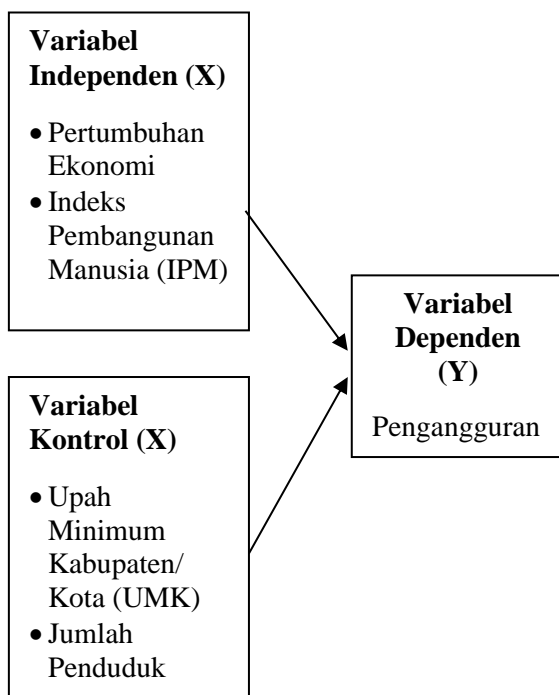 Variabel
Independen (X)
• Pertumbuhan
Ekonomi
• Indeks
Pembangunan
Manusia (IPM)
Variabel
Kontrol (X)
• Upah
Minimum
Kabupaten/
Kota (UMK)
• Jumlah
Penduduk
Variabel
Dependen
(Y)
Pengangguran